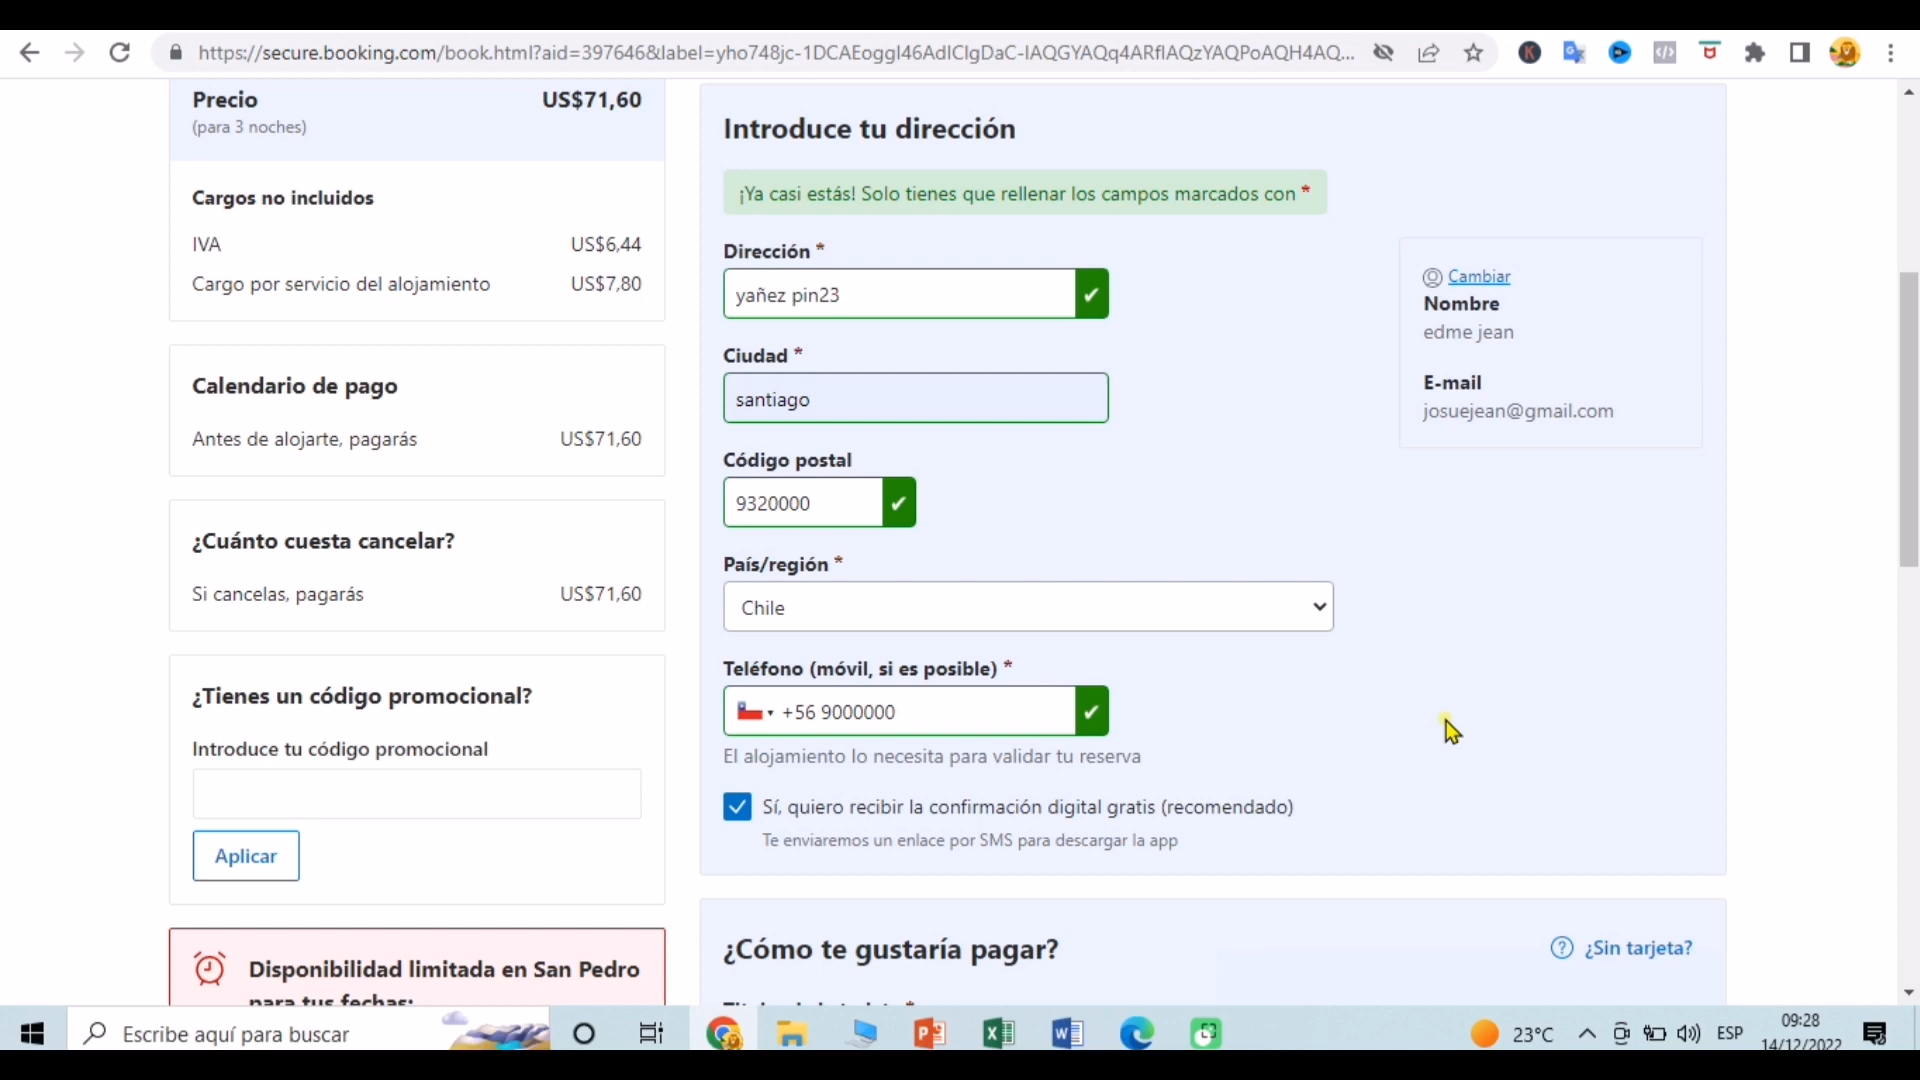 https://secure.booking.com/book.html?aid=397646&label=yho748jc-1DCAEoggI46AdICIgDaC-IAQGYAQq4ARfIAQzYAQPoAQH4AQ...
Precio US$71,60
(para 3 noches)
Cargos no incluidos
IVA US$6,44
Cargo por servicio del alojamiento US$7,80
Calendario de pago
Antes de alojarte, pagarás US$71,60
¿Cuánto cuesta cancelar?
Si cancelas, pagarás US$71,60
¿Tienes un código promocional?
Introduce tu código promocional
Aplicar
Disponibilidad limitada en San Pedro
para tus fechas:
Introduce tu dirección
¡Ya casi estás! Solo tienes que rellenar los campos marcados con *
Dirección *
yañez pin23
Ciudad *
santiago
Código postal
9320000
País/región *
Chile
Teléfono (móvil, si es posible) *
+56 9000000
El alojamiento lo necesita para validar tu reserva
Sí, quiero recibir la confirmación digital gratis (recomendado)
Te enviaremos un enlace por SMS para descargar la app
Cambiar
Nombre
edme jean
E-mail
josuejean@gmail.com
¿Cómo te gustaría pagar?
¿Sin tarjeta?
Escribe aquí para buscar
23°C
ESP
09:28
14/12/2022